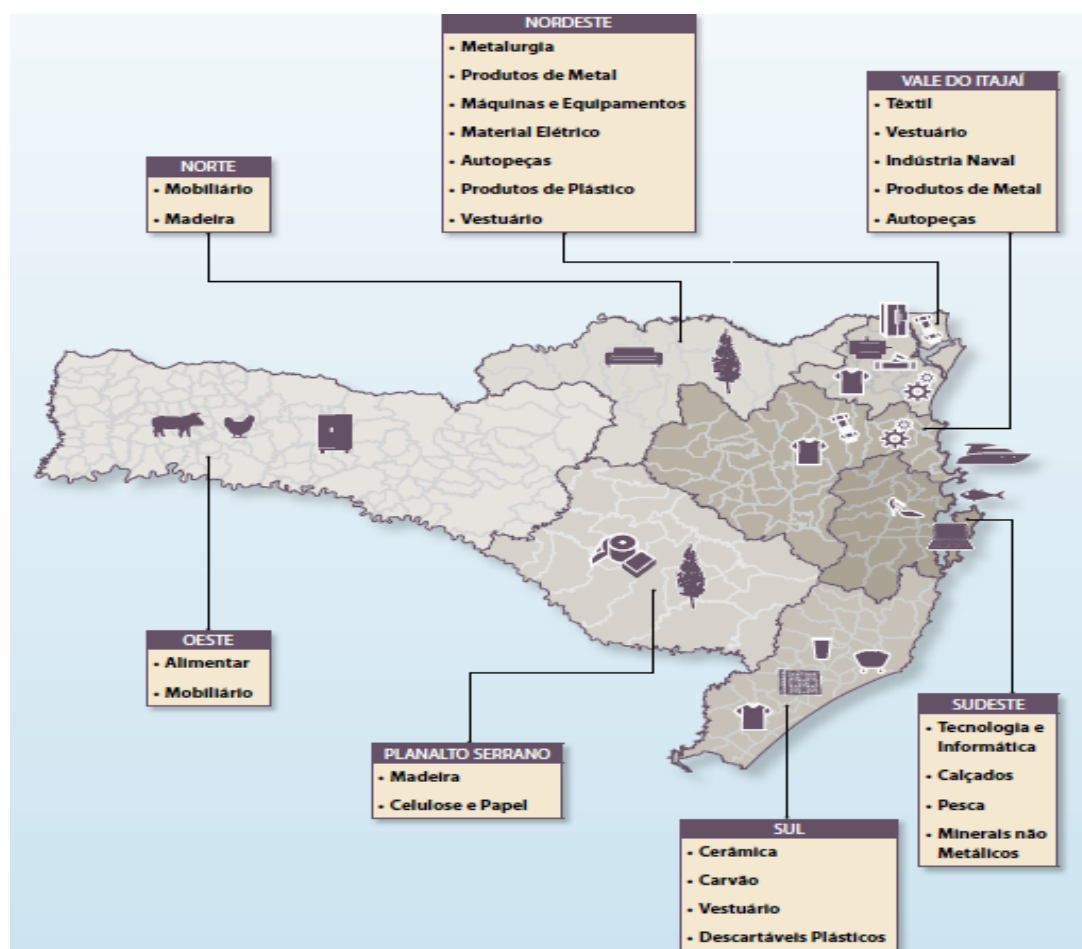 NORDESTE
• Metalurgia
• Produtos de Metal
• Máquinas e Equipamentos
• Material Elétrico
• Autopeças
• Produtos de Plástico
• Vestuário
VALE DO ITAJAÍ
• Têxtil
• Vestuário
• Indústria Naval
• Produtos de Metal
• Autopeças
NORTE
• Mobiliário
• Madeira
OESTE
• Alimentar
• Mobiliário
PLANALTO SERRANO
• Madeira
• Celulose e Papel
SUL
• Cerâmica
• Carvão
• Vestuário
• Descartáveis Plásticos
SUDESTE
• Tecnologia e
Informática
• Calçados
• Pesca
• Minerais não
Metálicos